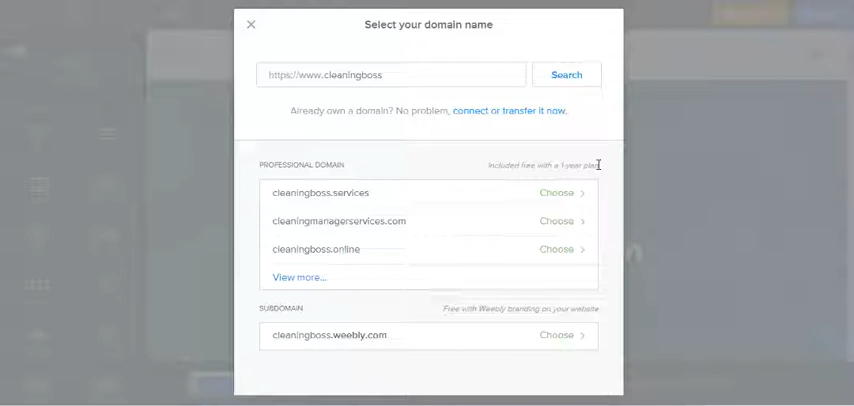 Select your domain name
https://www.cleaningboss
Search
Already own a domain? No problem, connect or transfer it now.
PROFESSIONAL DOMAIN
Included free with a 1-year plan
cleaningboss.services
Choose
cleaningmanagerservices.com
Choose
cleaningboss.online
Choose
View more...
SUBDOMAIN
Free with Weebly branding on your website
cleaningboss.weebly.com
Choose